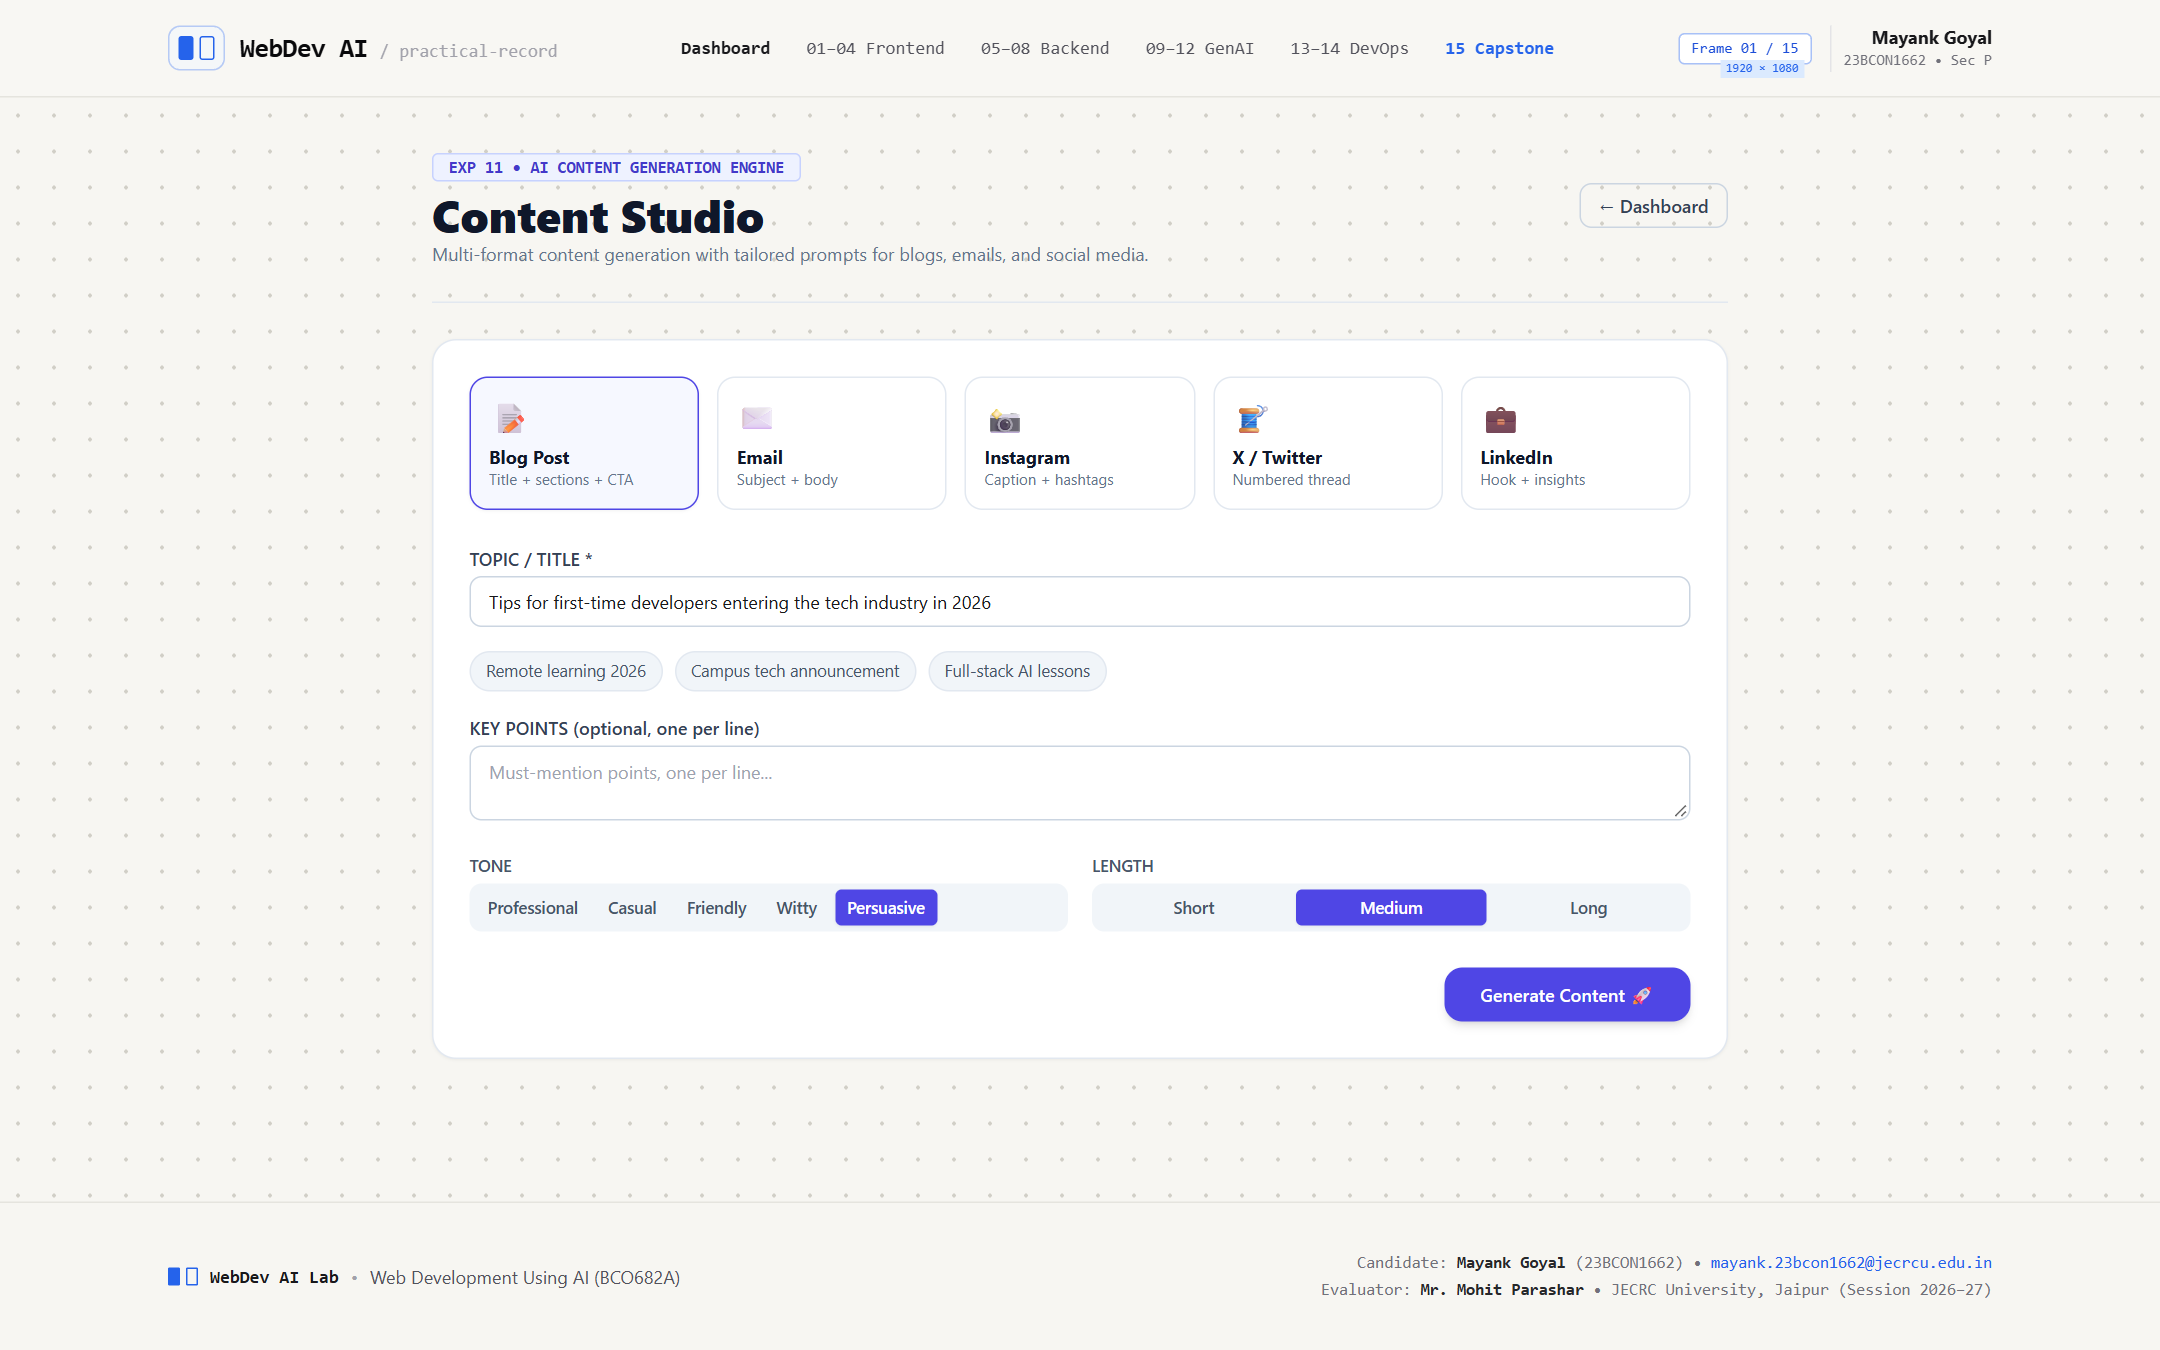 WebDev AI / practical-record
Dashboard
01–04 Frontend
05–08 Backend
09–12 GenAI
13–14 DevOps
15 Capstone
Frame 01 / 15
1920 × 1080
Mayank Goyal
23BCON1662 • Sec P
EXP 11 • AI CONTENT GENERATION ENGINE
Content Studio
Multi-format content generation with tailored prompts for blogs, emails, and social media.
← Dashboard
Blog Post
Title + sections + CTA
Email
Subject + body
Instagram
Caption + hashtags
X / Twitter
Numbered thread
LinkedIn
Hook + insights
TOPIC / TITLE *
Tips for first-time developers entering the tech industry in 2026
Remote learning 2026
Campus tech announcement
Full-stack AI lessons
KEY POINTS (optional, one per line)
Must-mention points, one per line...
TONE
Professional
Casual
Friendly
Witty
Persuasive
LENGTH
Short
Medium
Long
Generate Content 🚀
WebDev AI Lab • Web Development Using AI (BCO682A)
Candidate: Mayank Goyal (23BCON1662) • mayank.23bcon1662@jecrcu.edu.in
Evaluator: Mr. Mohit Parashar • JECRC University, Jaipur (Session 2026–27)